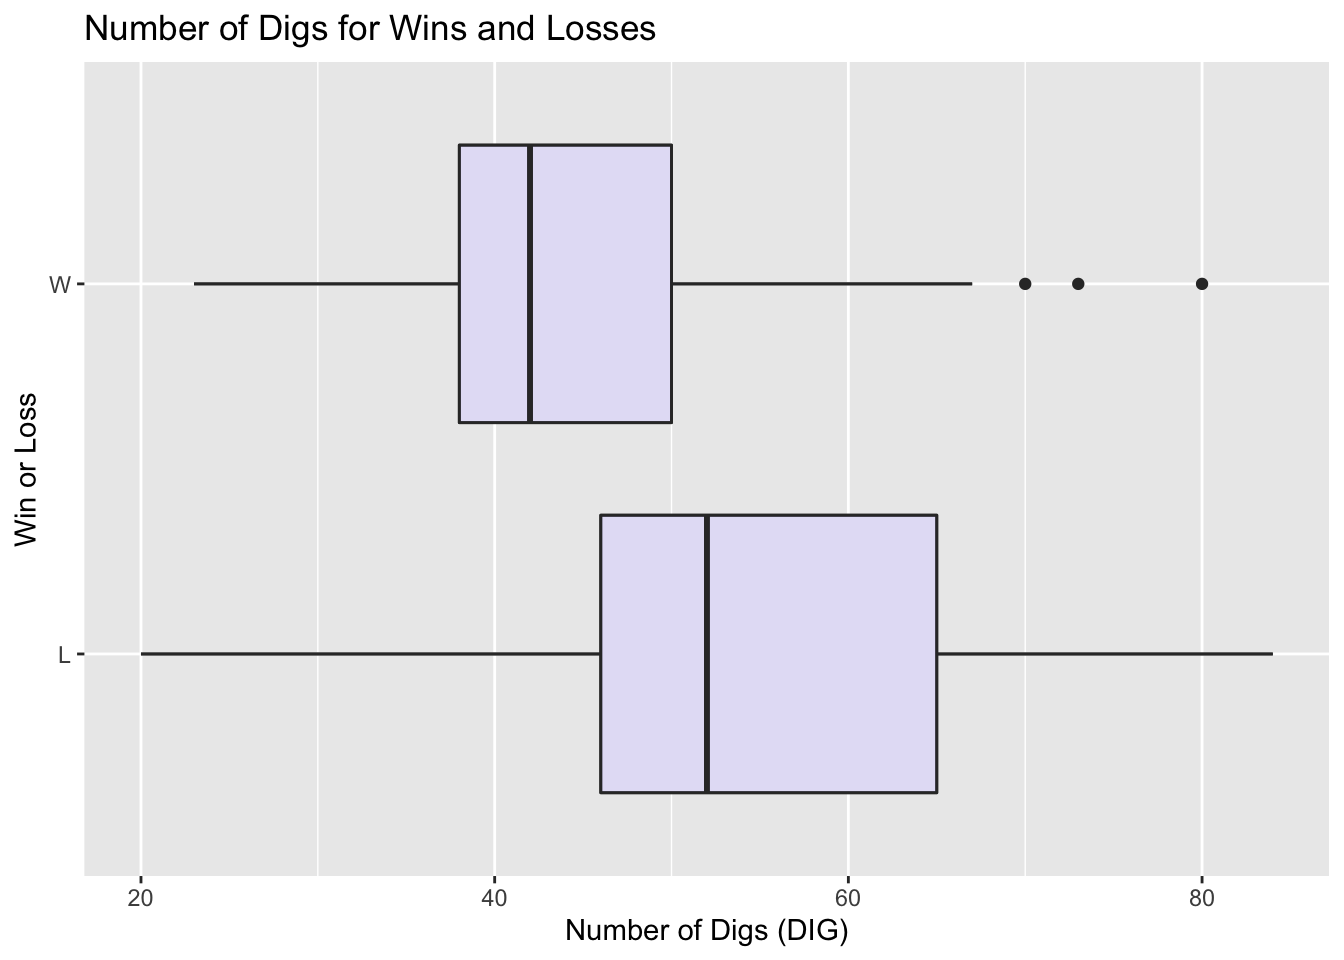 Number of Digs for Wins and Losses
Win or Loss
W
L
20 40 60 80
Number of Digs (DIG)